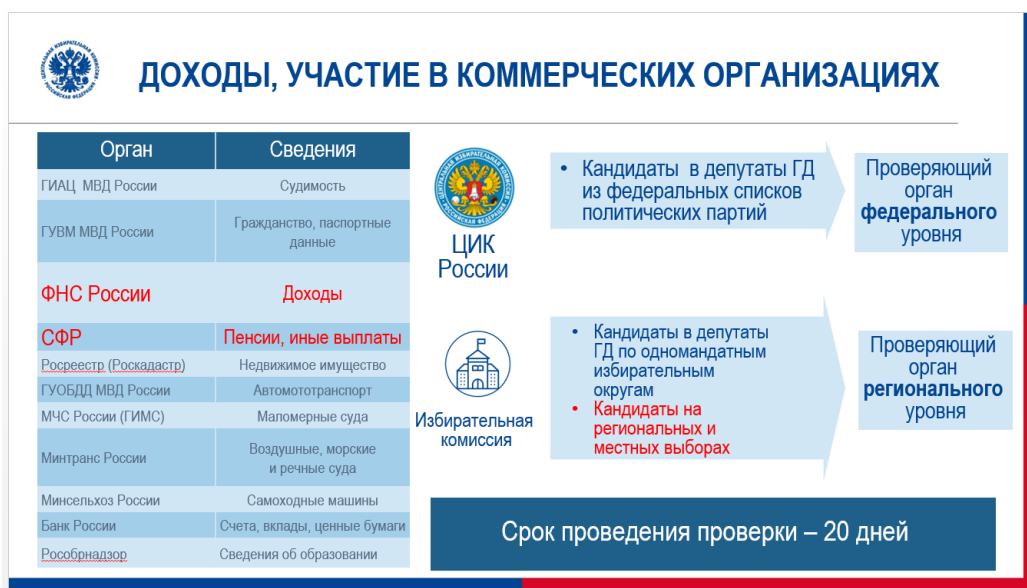 ДОХОДЫ, УЧАСТИЕ В КОММЕРЧЕСКИХ ОРГАНИЗАЦИЯХ
Орган Сведения
ГИАЦ МВД России Судимость
ГУВМ МВД России Гражданство, паспортные
данные
ФНС России Доходы
СФР Пенсии, иные выплаты
Росреестр (Роскадастр) Недвижимое имущество
ГУОБДД МВД России Автомототранспорт
МЧС России (ГИМС) Маломерные суда
Минтранс России Воздушные, морские
и речные суда
Минсельхоз России Самоходные машины
Банк России Счета, вклады, ценные бумаги
Рособрнадзор Сведения об образовании
ЦИК
России
• Кандидаты в депутаты ГД
из федеральных списков
политических партий
Проверяющий
орган
федерального
уровня
Избирательная
комиссия
• Кандидаты в депутаты
ГД по одномандатным
избирательным
округам
• Кандидаты на
региональных и
местных выборах
Проверяющий
орган
регионального
уровня
Срок проведения проверки – 20 дней